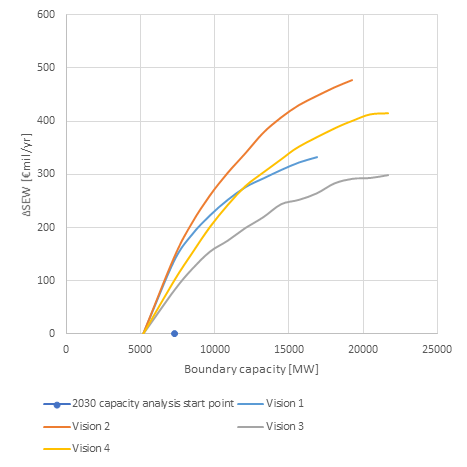 600
500
400
300
200
100
0
ΔSEW [€mil/yr]
0 5000 10000 15000 20000 25000
Boundary capacity [MW]
2030 capacity analysis start point Vision 1
Vision 2 Vision 3
Vision 4